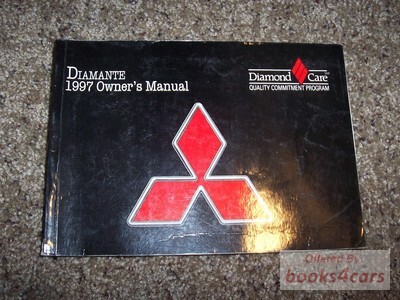 DIAMANTE
1997 Owner's Manual
Diamond Care
QUALITY COMMITMENT PROGRAM
Offered By
books4cars